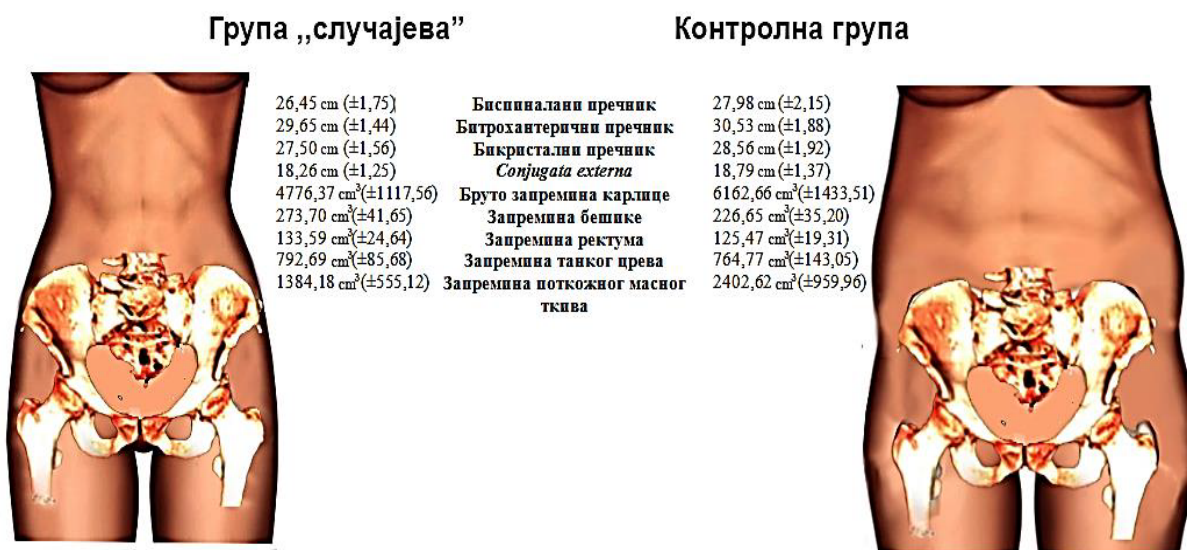 Група ,,случајева” Контролна група
26,45 cm (±1,75) Биспиналани пречник 27,98 cm (±2,15)
29,65 cm (±1,44) Битрохантерични пречник 30,53 cm (±1,88)
27,50 cm (±1,56) Бикристални пречник 28,56 cm (±1,92)
18,26 cm (±1,25) Conjugata externa 18,79 cm (±1,37)
4776,37 cm³(±1117,56) Бруто запремина карлице 6162,66 cm³(±1433,51)
273,70 cm³(±41,65) Запремина бешике 226,65 cm³(±35,20)
133,59 cm³(±24,64) Запремина ректума 125,47 cm³(±19,31)
792,69 cm³(±85,68) Запремина танког црева 764,77 cm³(±143,05)
1384,18 cm³(±555,12) Запремина поткожног масног 2402,62 cm³(±959,96)
ткива